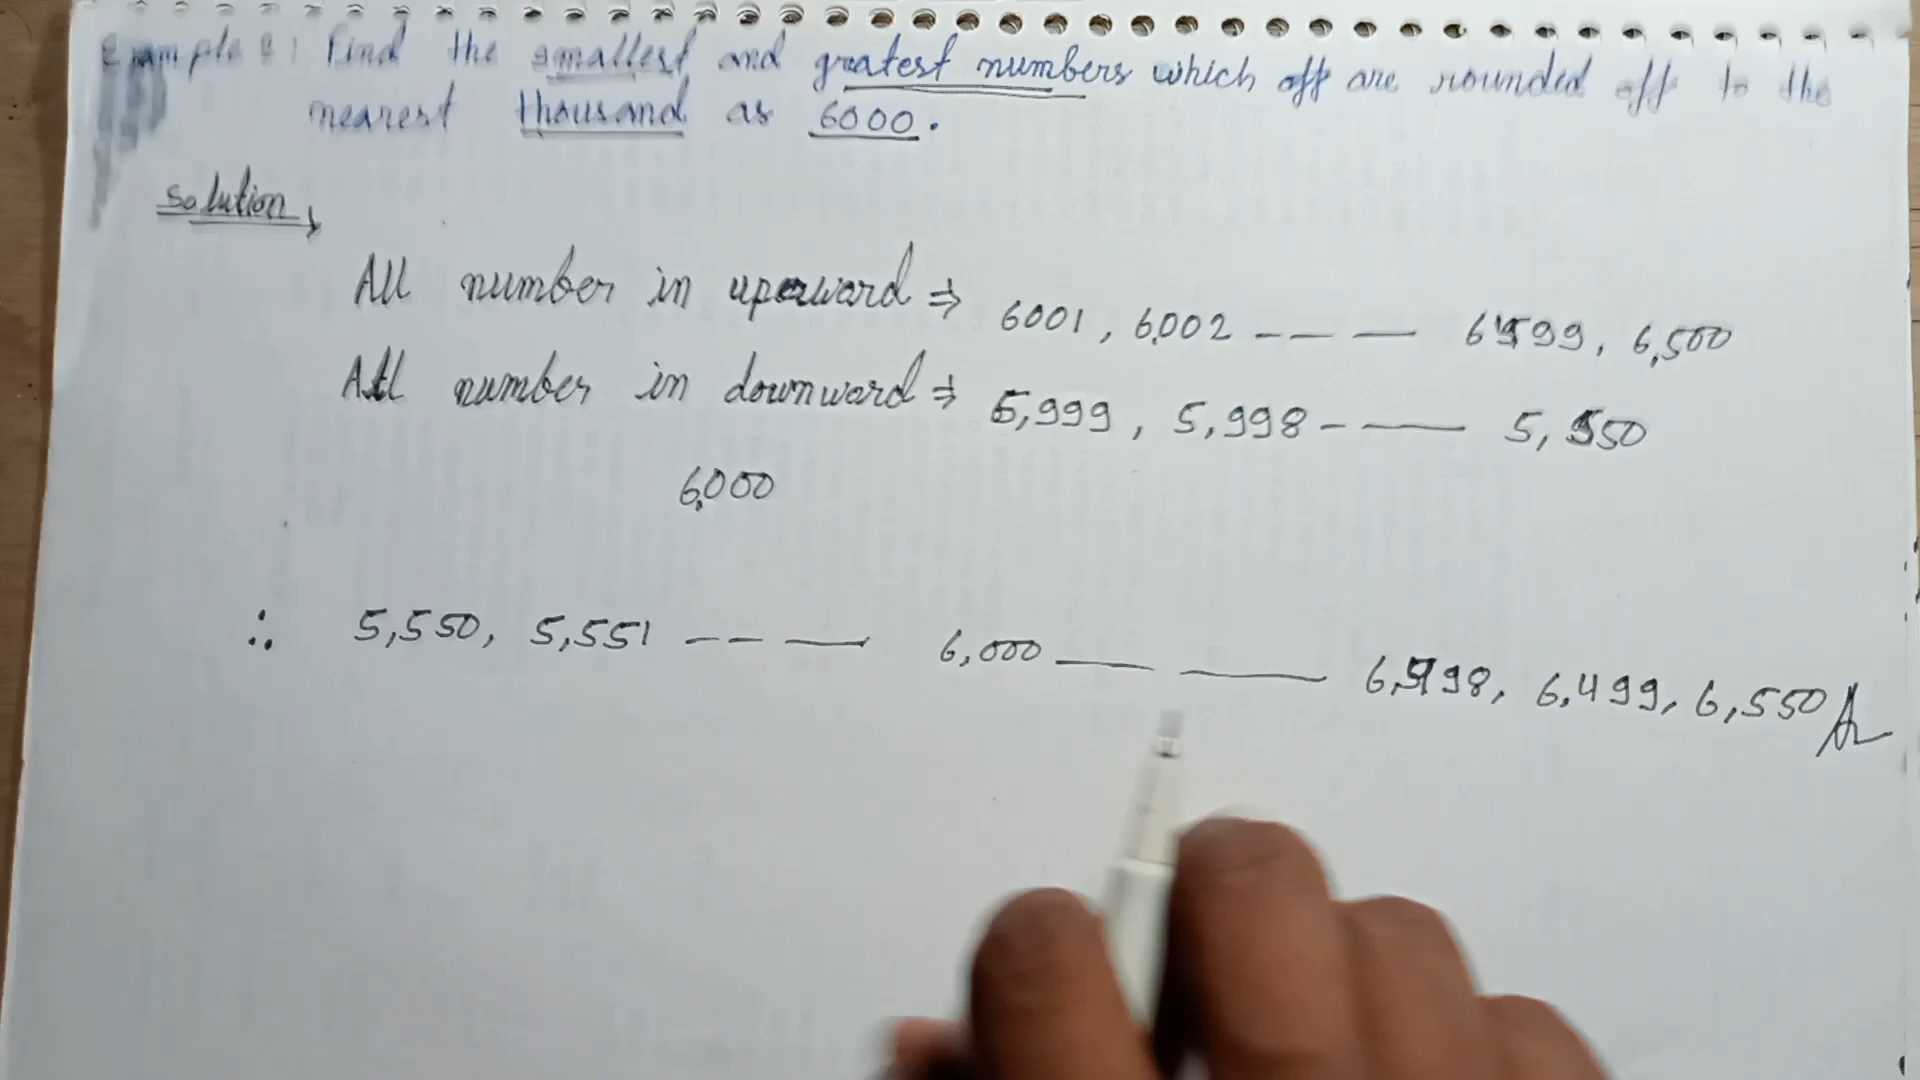 Example 8: Find the smallest and greatest numbers which off are rounded off to the
nearest thousand as 6000.
Solution
All number in upward ⇒ 6001, 6,002 – – — 6499, 6,500
All number in downward ⇒ 5,999, 5,998 – — 5,550
6,000
∴ 5,550, 5,551 – – — 6,000 — — 6,498, 6,499, 6,550